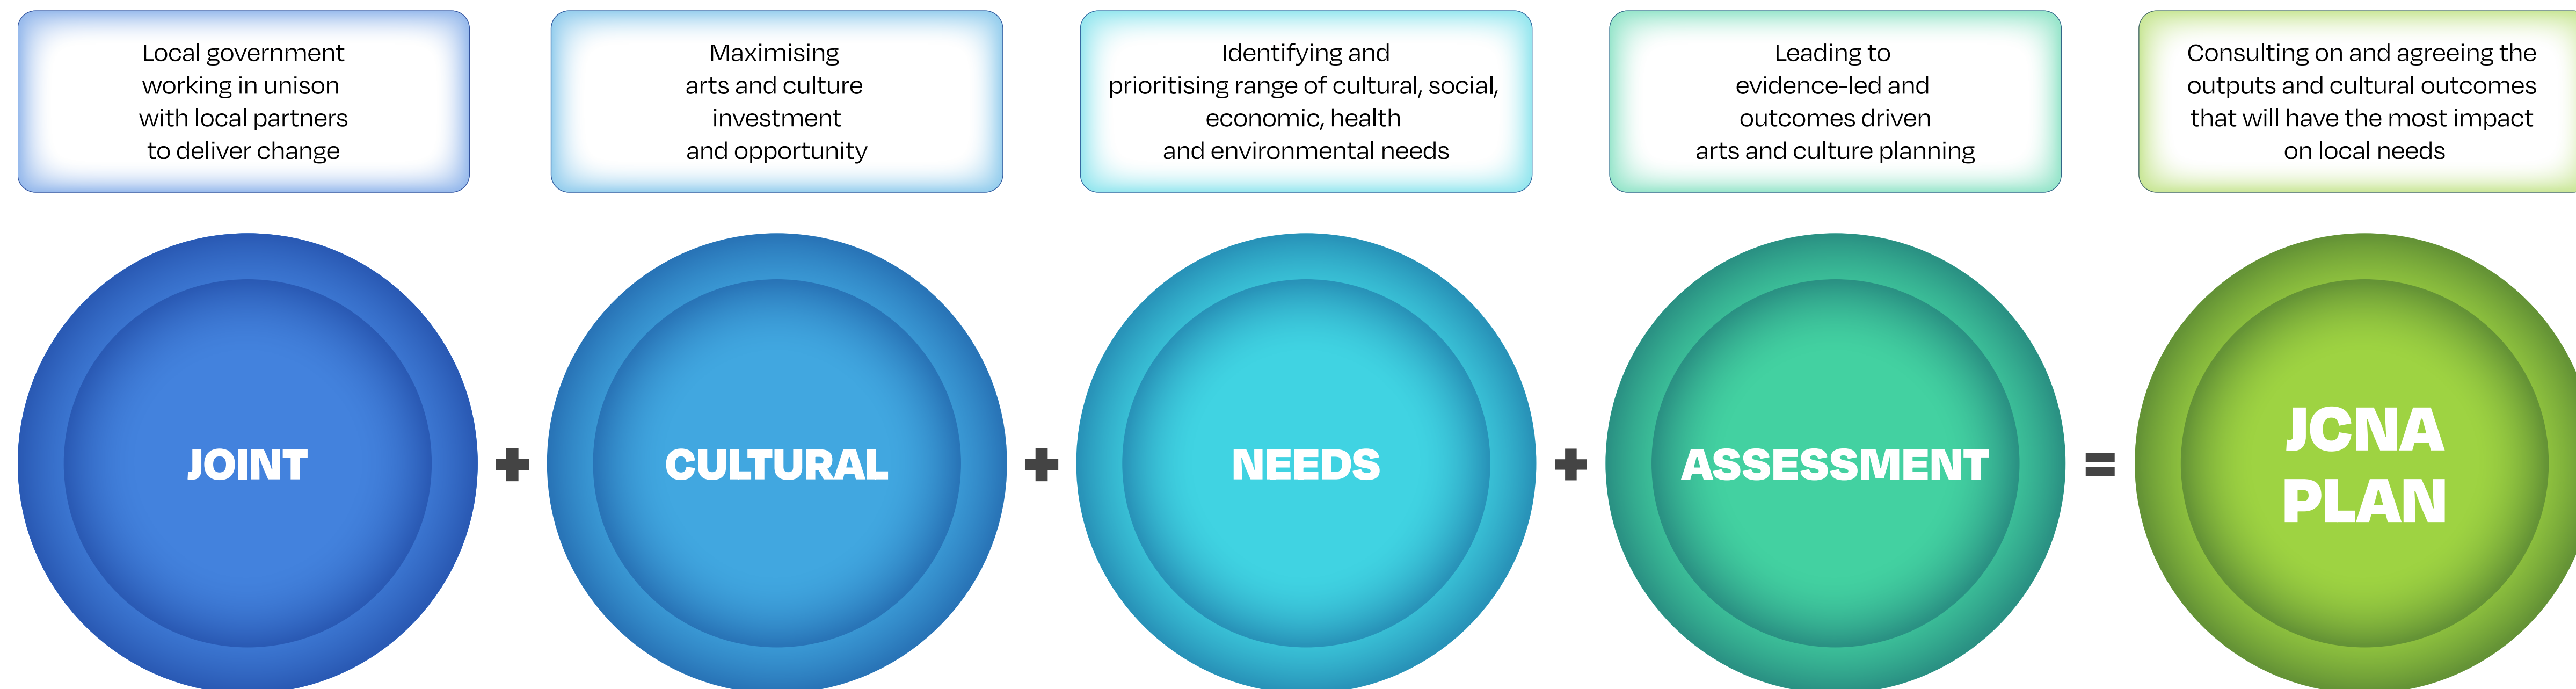 Local government
working in unison
with local partners
to deliver change
Maximising
arts and culture
investment
and opportunity
Identifying and
prioritising range of cultural, social,
economic, health
and environmental needs
Leading to
evidence-led and
outcomes driven
arts and culture planning
Consulting on and agreeing the
outputs and cultural outcomes
that will have the most impact
on local needs
JOINT
+
CULTURAL
+
NEEDS
+
ASSESSMENT
=
JCNA
PLAN